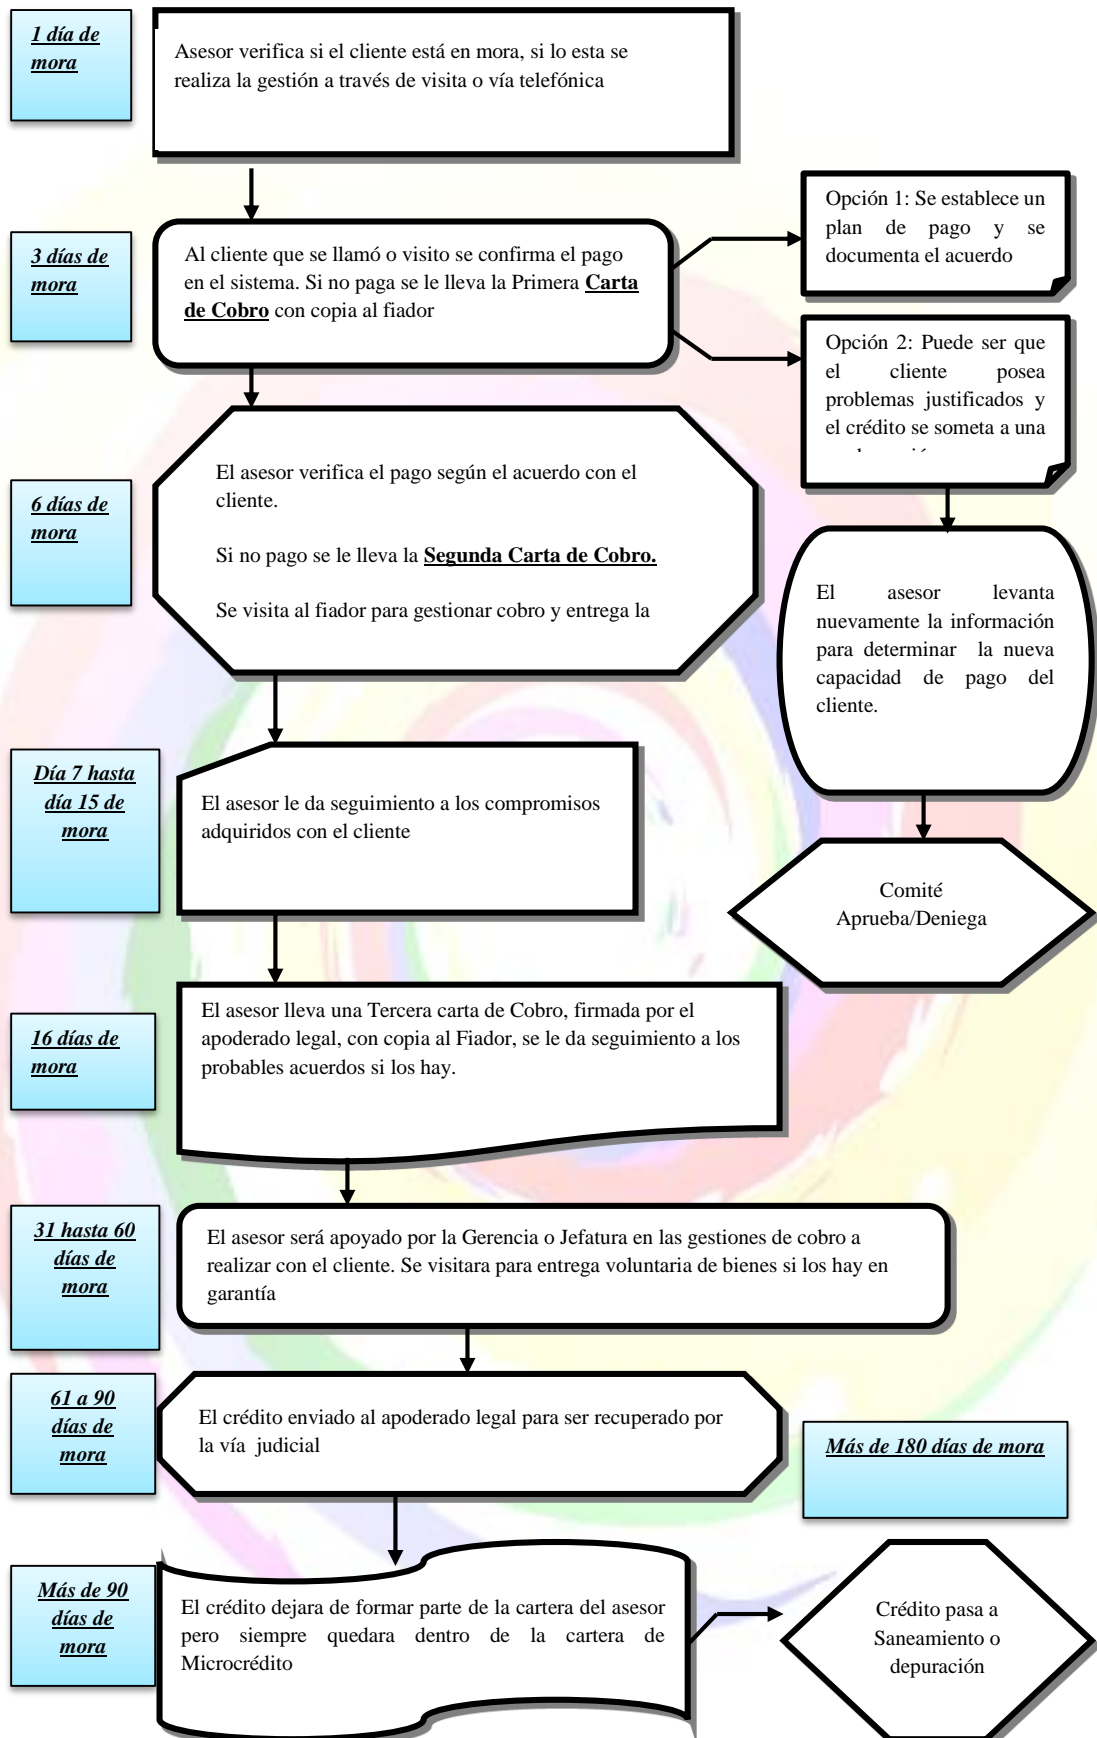 1 día de
mora
Asesor verifica si el cliente está en mora, si lo esta se
realiza la gestión a través de visita o vía telefónica
3 días de
mora
Al cliente que se llamó o visito se confirma el pago
en el sistema. Si no paga se le lleva la Primera Carta
de Cobro con copia al fiador
Opción 1: Se establece un
plan de pago y se
documenta el acuerdo
Opción 2: Puede ser que
el cliente posea
problemas justificados y
el crédito se someta a una
6 días de
mora
El asesor verifica el pago según el acuerdo con el
cliente.
Si no pago se le lleva la Segunda Carta de Cobro.
Se visita al fiador para gestionar cobro y entrega la
El asesor levanta
nuevamente la información
para determinar la nueva
capacidad de pago del
cliente.
Día 7 hasta
día 15 de
mora
El asesor le da seguimiento a los compromisos
adquiridos con el cliente
Comité
Aprueba/Deniega
16 días de
mora
El asesor lleva una Tercera carta de Cobro, firmada por el
apoderado legal, con copia al Fiador, se le da seguimiento a los
probables acuerdos si los hay.
31 hasta 60
días de
mora
El asesor será apoyado por la Gerencia o Jefatura en las gestiones de cobro a
realizar con el cliente. Se visitara para entrega voluntaria de bienes si los hay en
garantía
61 a 90
días de
mora
El crédito enviado al apoderado legal para ser recuperado por
la vía judicial
Más de 180 días de mora
Más de 90
días de
mora
El crédito dejara de formar parte de la cartera del asesor
pero siempre quedara dentro de la cartera de
Microcrédito
Crédito pasa a
Saneamiento o
depuración